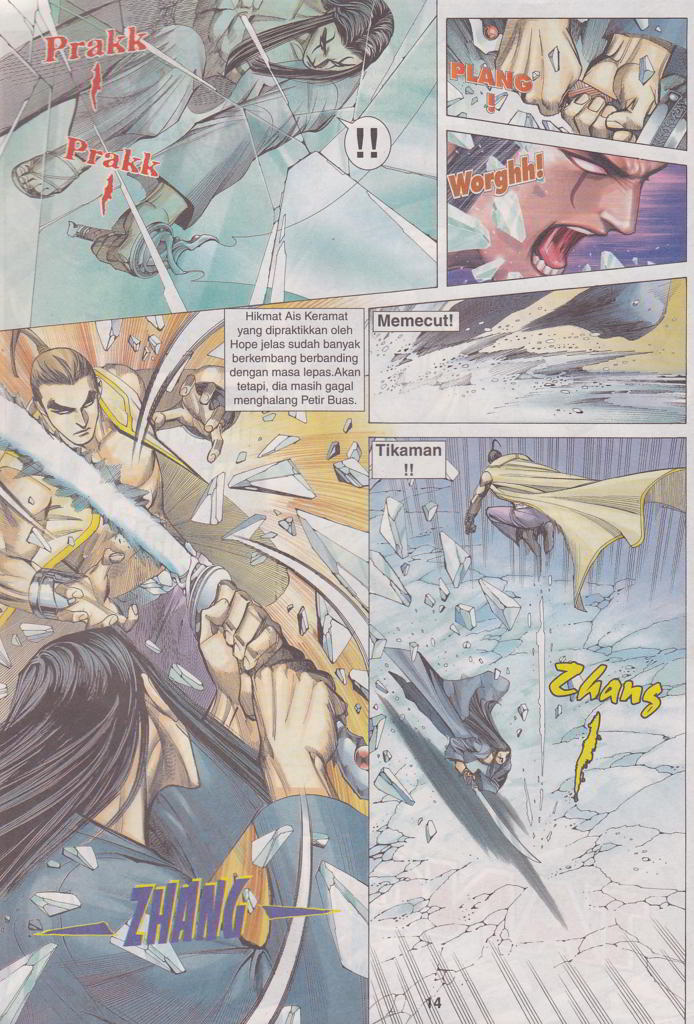 Prakk
!
Prakk
!
!!
PLANG
!
Worghh!
Hikmat Ais Keramat
yang dipraktikkan oleh
Hope jelas sudah banyak
berkembang berbanding
dengan masa lepas.Akan
tetapi, dia masih gagal
menghalang Petir Buas.
Memecut!
Tikaman
!!
Zhang
!
ZHANG
14